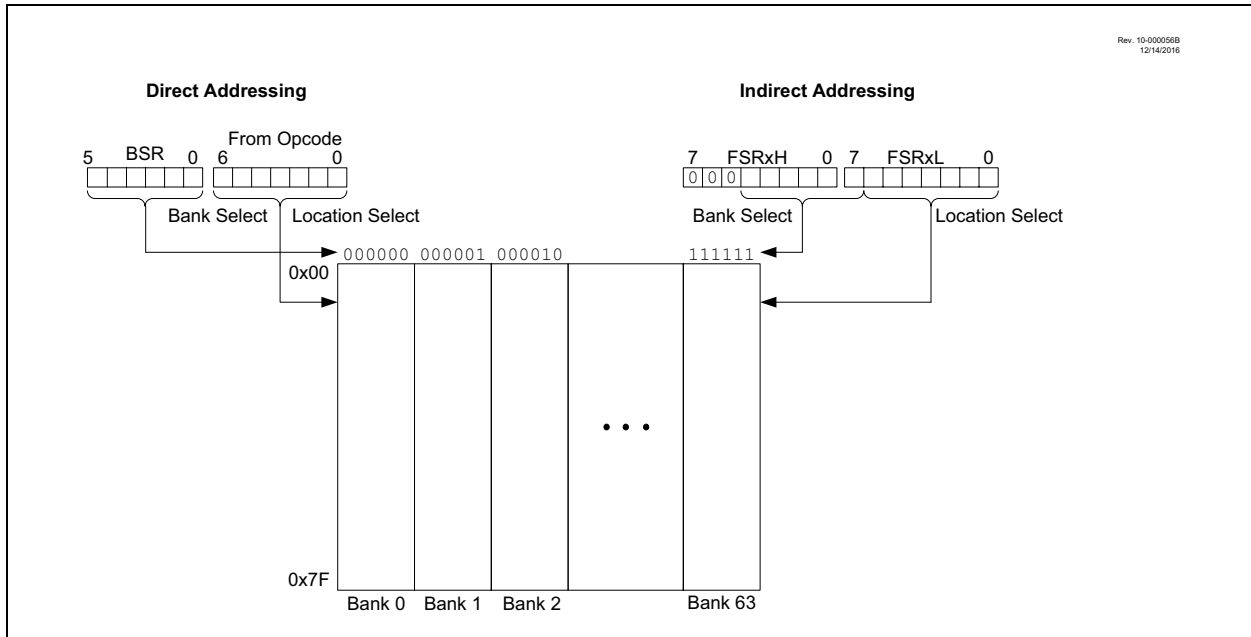 Rev. 10-000056B
12/14/2016
Direct Addressing
Indirect Addressing
From Opcode
5 BSR 0 6 0
7 FSRxH 0 7 FSRxL 0
0 0 0
Bank Select Location Select
Bank Select Location Select
000000 000001 000010 111111
0x00
• • •
0x7F
Bank 0 Bank 1 Bank 2 Bank 63